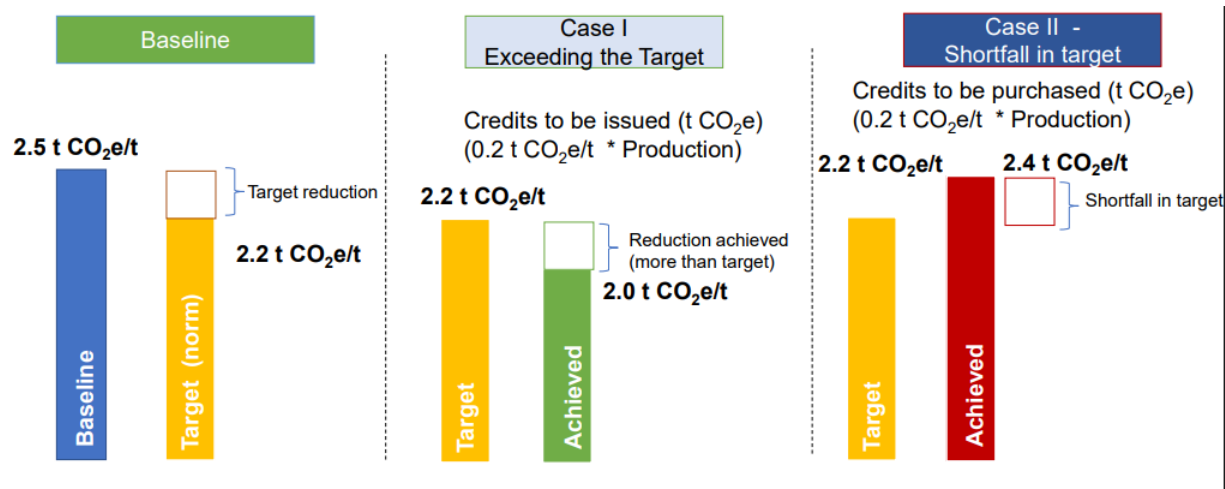 Baseline
2.5 t CO₂e/t
Target reduction
2.2 t CO₂e/t
Baseline
Target (norm)
Case I
Exceeding the Target
Credits to be issued (t CO₂e)
(0.2 t CO₂e/t * Production)
2.2 t CO₂e/t
Reduction achieved
(more than target)
2.0 t CO₂e/t
Target
Achieved
Case II -
Shortfall in target
Credits to be purchased (t CO₂e)
(0.2 t CO₂e/t * Production)
2.2 t CO₂e/t
2.4 t CO₂e/t
Shortfall in target
Target
Achieved